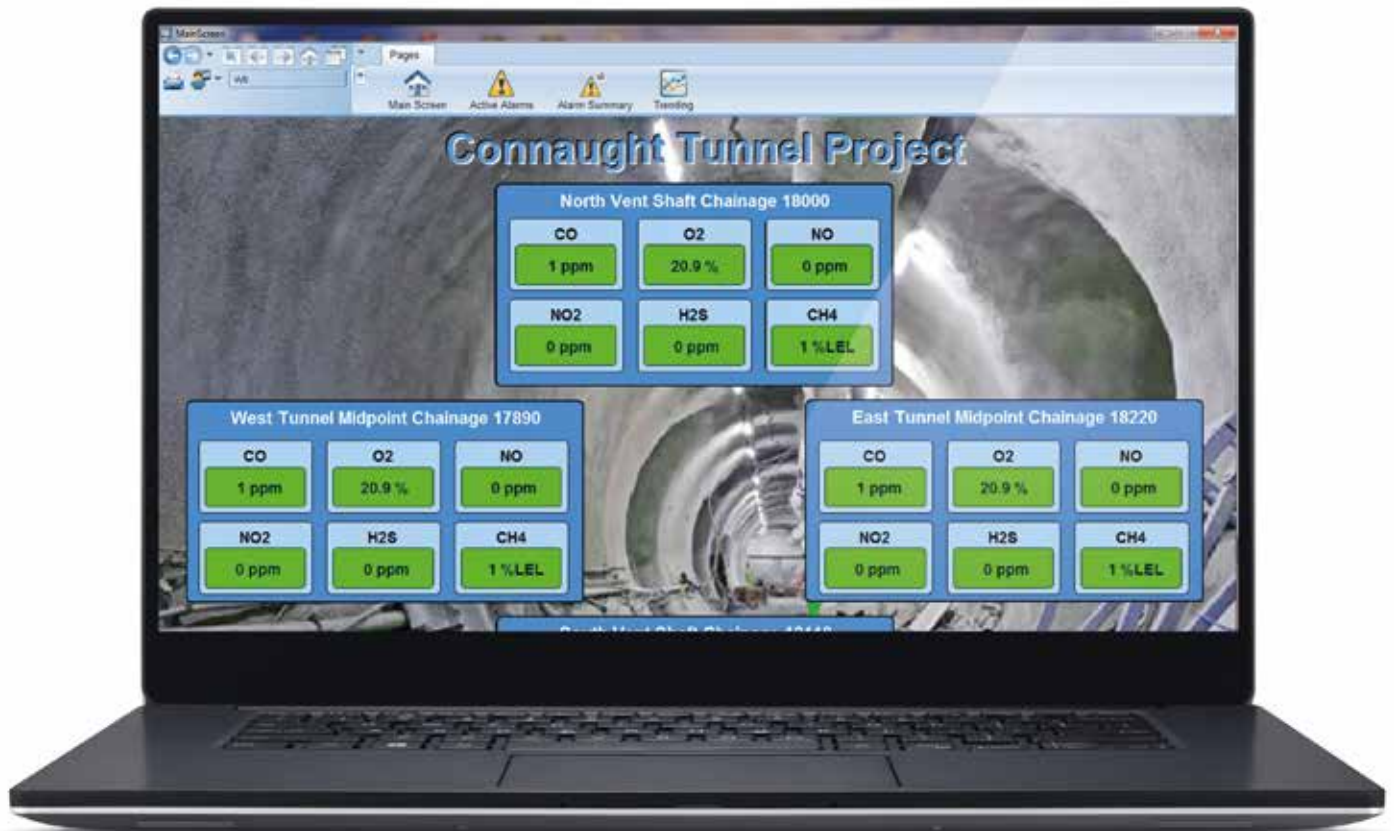 MainScreen
Pages
Main Screen Active Alarms Alarm Summary Trending
Connaught Tunnel Project
North Vent Shaft Chainage 18000
CO O2 NO
1 ppm 20.9 % 0 ppm
NO2 H2S CH4
0 ppm 0 ppm 1 %LEL
West Tunnel Midpoint Chainage 17890
CO O2 NO
1 ppm 20.9 % 0 ppm
NO2 H2S CH4
0 ppm 0 ppm 1 %LEL
East Tunnel Midpoint Chainage 18220
CO O2 NO
1 ppm 20.9 % 0 ppm
NO2 H2S CH4
0 ppm 0 ppm 1 %LEL
South Vent Shaft Chainage